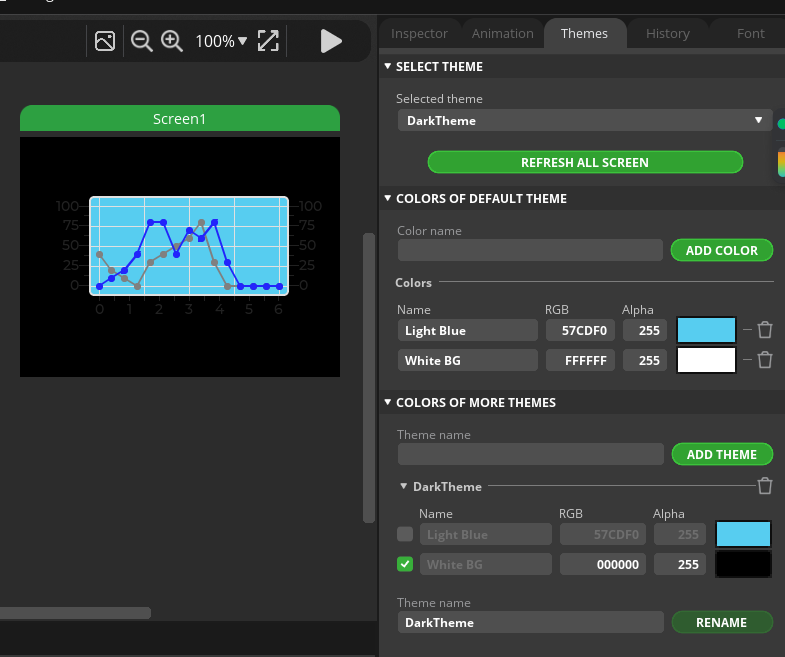 Inspector Animation Themes History Font
100%
SELECT THEME
Selected theme
DarkTheme
REFRESH ALL SCREEN
Screen1
100 100
75 75
50 50
25 25
0 0
0 1 2 3 4 5 6
COLORS OF DEFAULT THEME
Color name
ADD COLOR
Colors
Name RGB Alpha
Light Blue 57CDF0 255
White BG FFFFFF 255
COLORS OF MORE THEMES
Theme name
ADD THEME
DarkTheme
Name RGB Alpha
Light Blue 57CDF0 255
White BG 000000 255
Theme name
DarkTheme RENAME